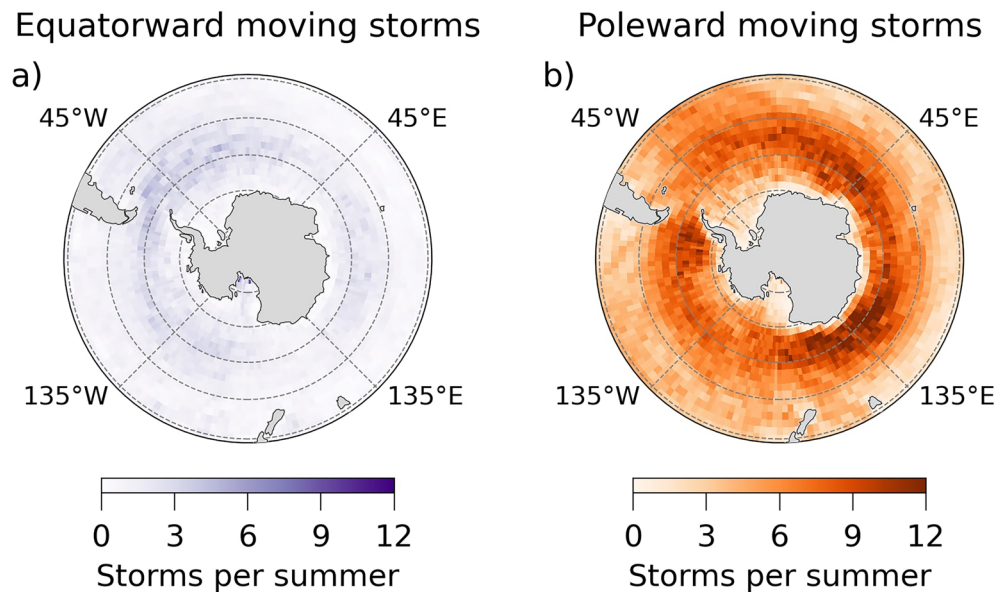 Equatorward moving storms
Poleward moving storms
a)
b)
45°W
45°E
45°W
45°E
135°W
135°E
135°W
135°E
0 3 6 9 12
0 3 6 9 12
Storms per summer
Storms per summer